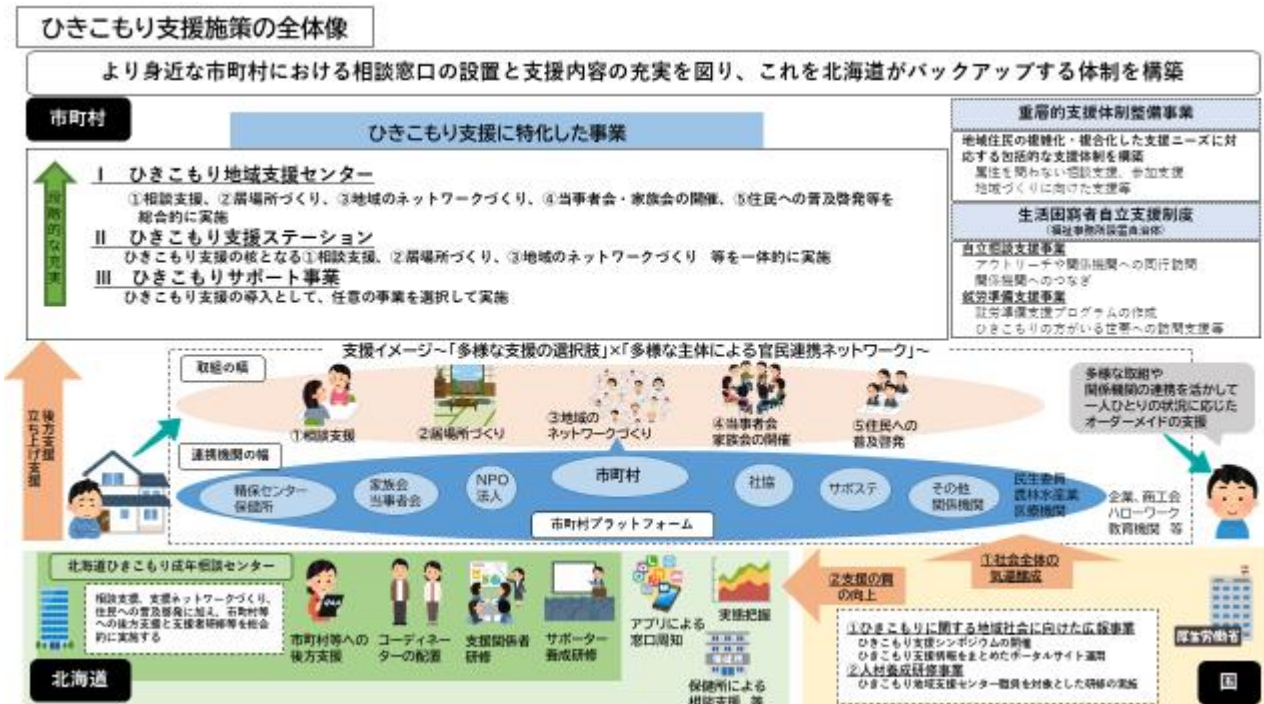 ひきこもり支援施策の全体像
より身近な市町村における相談窓口の設置と支援内容の充実を図り、これを北海道がバックアップする体制を構築
市町村
ひきこもり支援に特化した事業
段階的な充実
Ⅰ ひきこもり地域支援センター
①相談支援、②居場所づくり、③地域のネットワークづくり、④当事者会・家族会の開催、⑤住民への普及啓発等を
総合的に実施
Ⅱ ひきこもり支援ステーション
ひきこもり支援の核となる①相談支援、②居場所づくり、③地域のネットワークづくり 等を一体的に実施
Ⅲ ひきこもりサポート事業
ひきこもり支援の導入として、任意の事業を選択して実施
重層的支援体制整備事業
地域住民の複雑化・複合化した支援ニーズに対
応する包括的な支援体制を構築
属性を問わない相談支援、参加支援
地域づくりに向けた支援等
生活困窮者自立支援制度
(福祉事務所設置自治体)
自立相談支援事業
アウトリーチや関係機関への同行訪問
関係機関へのつなぎ
就労準備支援事業
就労準備支援プログラムの作成
ひきこもりの方がいる世帯への訪問支援等
後方支援
立ち上げ支援
支援イメージ～「多様な支援の選択肢」×「多様な主体による官民連携ネットワーク」～
取組の幅
①相談支援
②居場所づくり
③地域の
ネットワークづくり
④当事者会
家族会の開催
⑤住民への
普及啓発
多様な取組や
関係機関の連携を活かして
一人ひとりの状況に応じた
オーダーメイドの支援
連携機関の幅
精保センター
保健所
家族会
当事者会
NPO
法人
市町村
社協
サポステ
その他
関係機関
民生委員
農林水産業
医療機関
企業、商工会
ハローワーク
教育機関 等
市町村プラットフォーム
北海道ひきこもり成年相談センター
相談支援、支援ネットワークづくり、
住民への普及啓発に加え、市町村等
への後方支援と支援者研修等を総合
的に実施する
北海道
市町村等への
後方支援
コーディネー
ターの配置
支援関係者
研修
サポーター
養成研修
アプリによる
窓口周知
実態把握
保健所
保健所による
相談支援 等
①社会全体の
気運醸成
②支援の質
の向上
①ひきこもりに関する地域社会に向けた広報事業
ひきこもり支援シンポジウムの開催
ひきこもり支援情報をまとめたポータルサイト運用
②人材養成研修事業
ひきこもり地域支援センター職員を対象とした研修の実施
厚生労働省
国